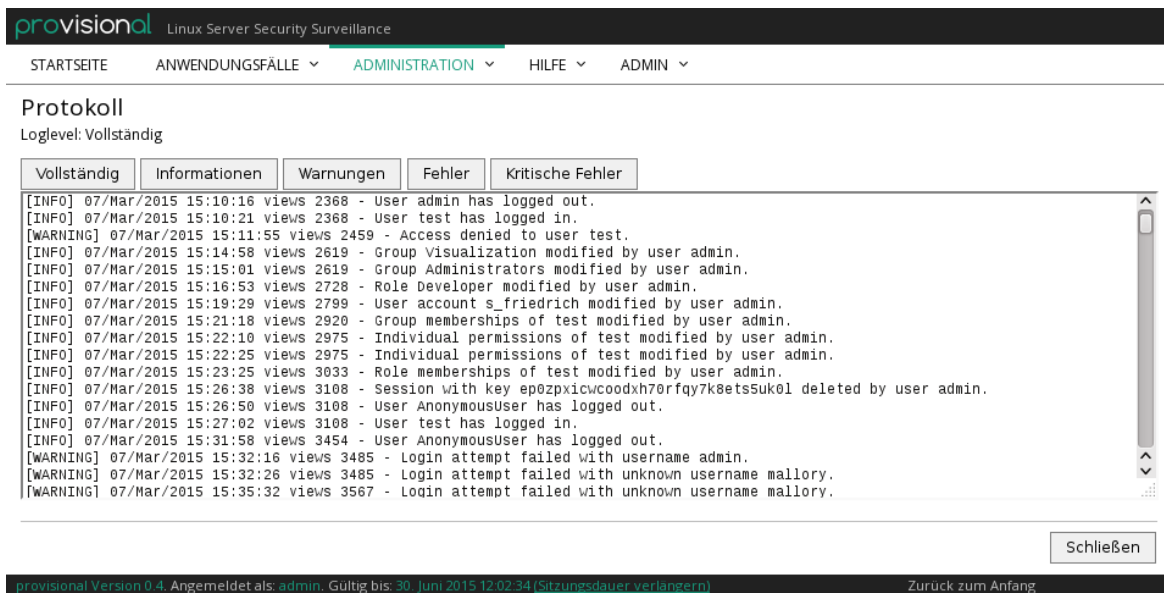 provisional Linux Server Security Surveillance
STARTSEITE ANWENDUNGSFÄLLE ADMINISTRATION HILFE ADMIN
Protokoll
Loglevel: Vollständig
Vollständig Informationen Warnungen Fehler Kritische Fehler
[INFO] 07/Mar/2015 15:10:16 views 2368 - User admin has logged out.
[INFO] 07/Mar/2015 15:10:21 views 2368 - User test has logged in.
[WARNING] 07/Mar/2015 15:11:55 views 2459 - Access denied to user test.
[INFO] 07/Mar/2015 15:14:58 views 2619 - Group Visualization modified by user admin.
[INFO] 07/Mar/2015 15:15:01 views 2619 - Group Administrators modified by user admin.
[INFO] 07/Mar/2015 15:16:53 views 2728 - Role Developer modified by user admin.
[INFO] 07/Mar/2015 15:19:29 views 2799 - User account s_friedrich modified by user admin.
[INFO] 07/Mar/2015 15:21:18 views 2920 - Group memberships of test modified by user admin.
[INFO] 07/Mar/2015 15:22:10 views 2975 - Individual permissions of test modified by user admin.
[INFO] 07/Mar/2015 15:22:25 views 2975 - Individual permissions of test modified by user admin.
[INFO] 07/Mar/2015 15:23:25 views 3033 - Role memberships of test modified by user admin.
[INFO] 07/Mar/2015 15:26:38 views 3108 - Session with key ep0zpxicwcoodxh70rfqy7k8ets5uk0l deleted by user admin.
[INFO] 07/Mar/2015 15:26:50 views 3108 - User AnonymousUser has logged out.
[INFO] 07/Mar/2015 15:27:02 views 3108 - User test has logged in.
[INFO] 07/Mar/2015 15:31:58 views 3454 - User AnonymousUser has logged out.
[WARNING] 07/Mar/2015 15:32:16 views 3485 - Login attempt failed with username admin.
[WARNING] 07/Mar/2015 15:32:26 views 3485 - Login attempt failed with unknown username mallory.
[WARNING] 07/Mar/2015 15:35:32 views 3567 - Login attempt failed with unknown username mallory.
Schließen
provisional Version 0.4. Angemeldet als: admin. Gültig bis: 30. Juni 2015 12:02:34 (Sitzungsdauer verlängern) Zurück zum Anfang